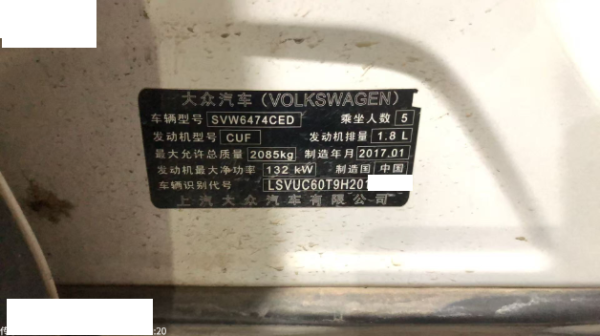 大众汽车(VOLKSWAGEN)
车辆型号 SVW6474CED 乘坐人数 5
发动机型号 CUF 发动机排量 1.8 L
最大允许总质量 2085kg 制造年月 2017.01
发动机最大净功率 132 kW 制造国 中国
车辆识别代号 LSVUC60T9H201
上汽大众汽车有限公司
:20